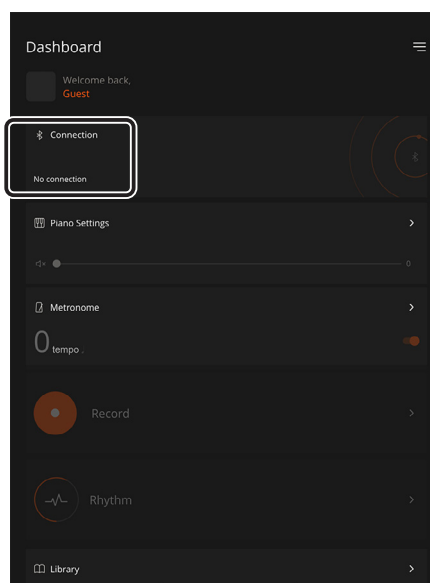 Dashboard
Welcome back,
Guest
Connection
No connection
Piano Settings
0
Metronome
0 tempo .
Record
Rhythm
Library